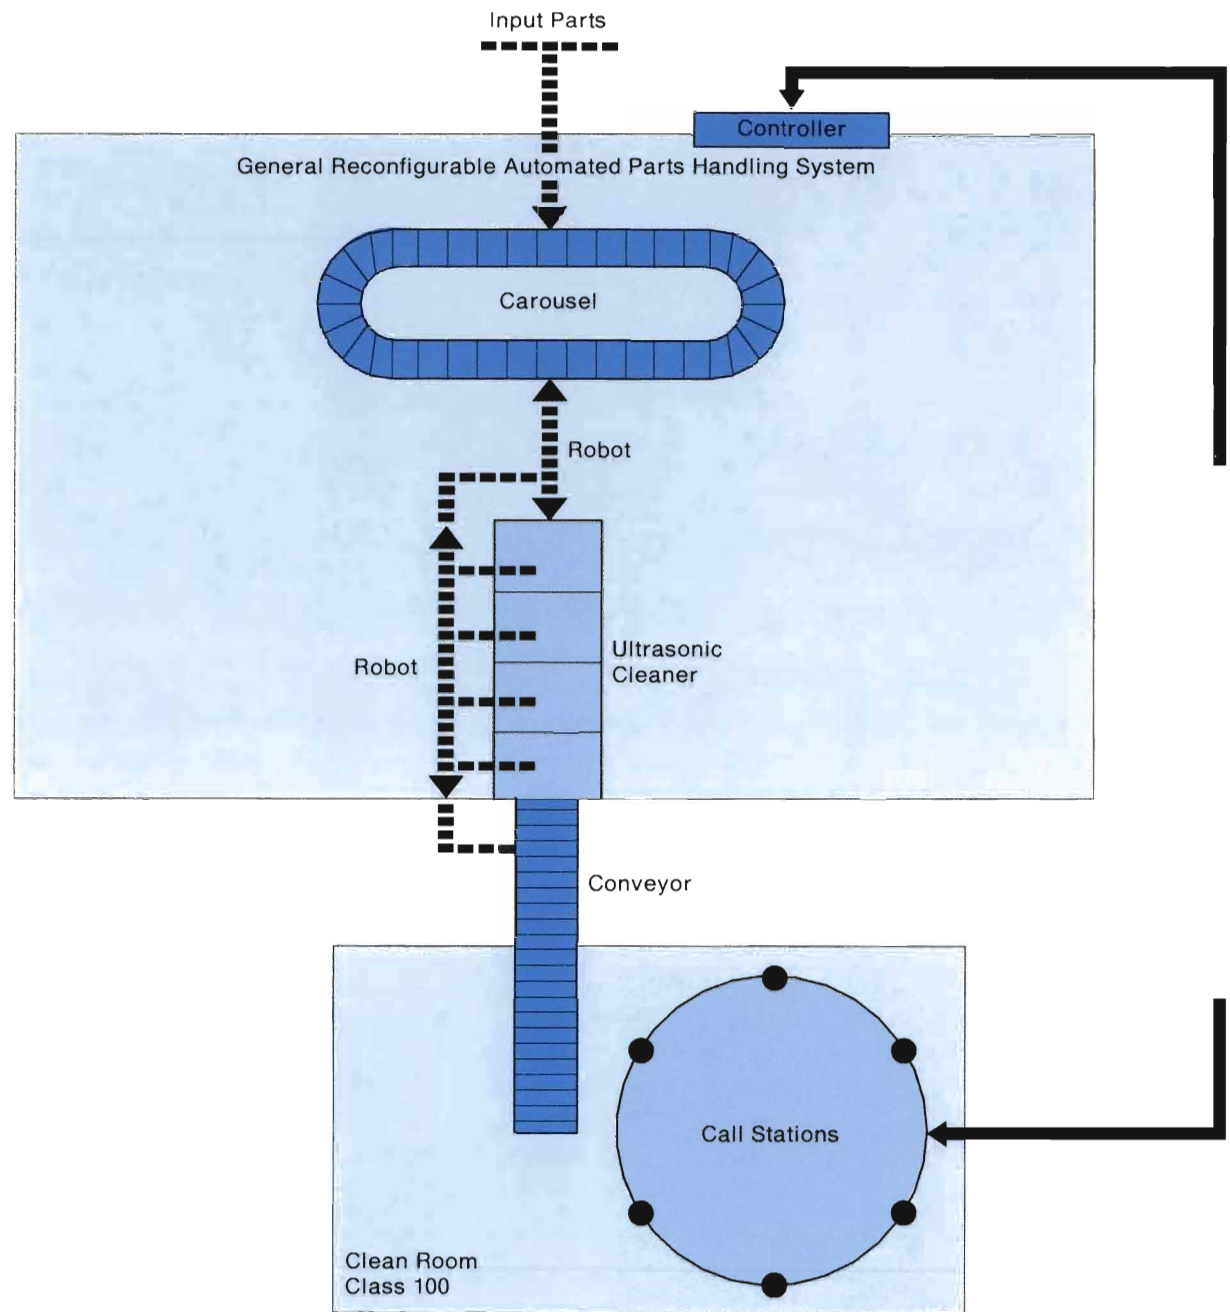 Input Parts
Controller
General Reconfigurable Automated Parts Handling System
Carousel
Robot
Robot
Ultrasonic
Cleaner
Conveyor
Call Stations
Clean Room
Class 100